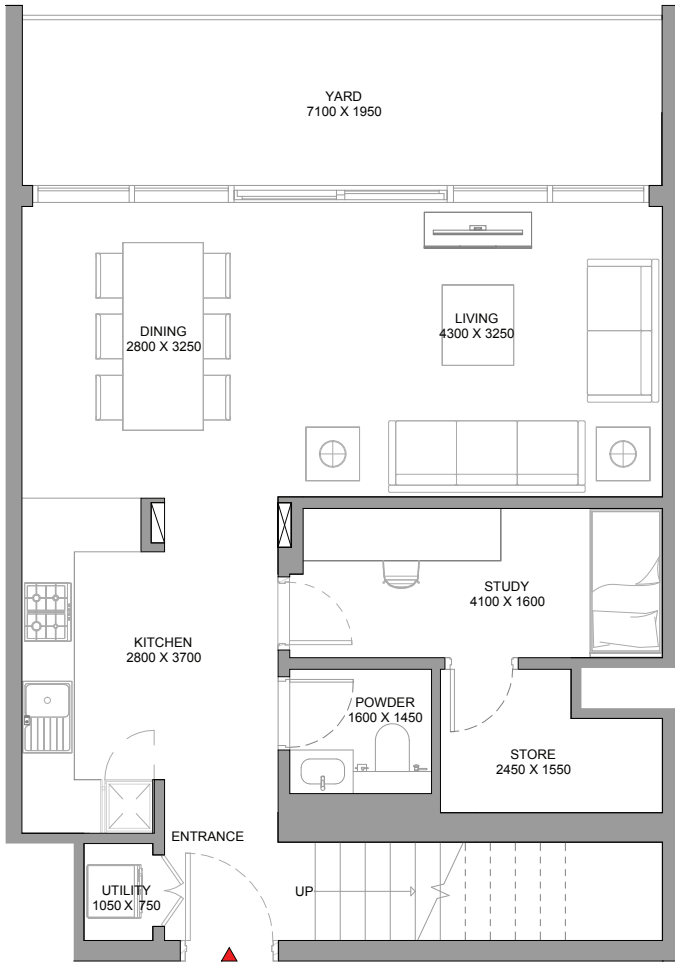 YARD
7100 X 1950
DINING
2800 X 3250
LIVING
4300 X 3250
STUDY
4100 X 1600
KITCHEN
2800 X 3700
POWDER
1600 X 1450
STORE
2450 X 1550
ENTRANCE
UTILITY
1050 X 750
UP